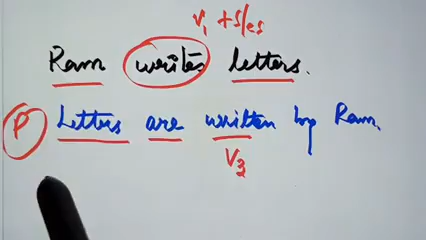 V₁ + s/es
Ram writes letters.
P Letters are written by Ram.
V₃